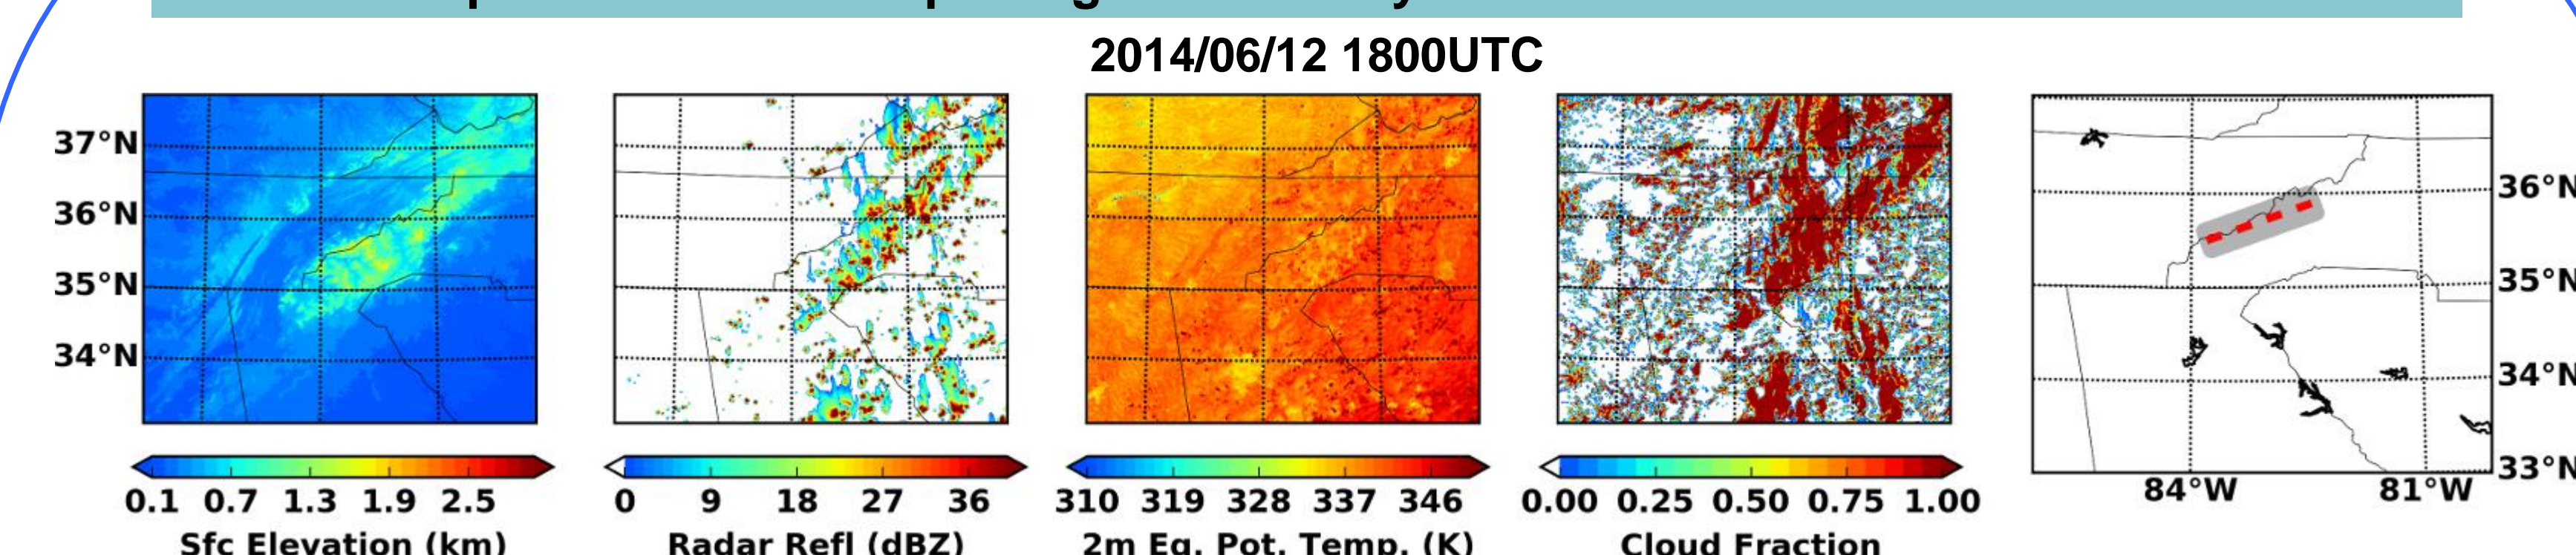 2014/06/12 1800UTC
37°N
36°N
35°N
34°N
36°N
35°N
34°N
33°N
84°W 81°W
0.1 0.7 1.3 1.9 2.5
0 9 18 27 36
310 319 328 337 346
0.00 0.25 0.50 0.75 1.00
Sfc Elevation (km)
Radar Refl (dBZ)
2m Eq. Pot. Temp. (K)
Cloud Fraction